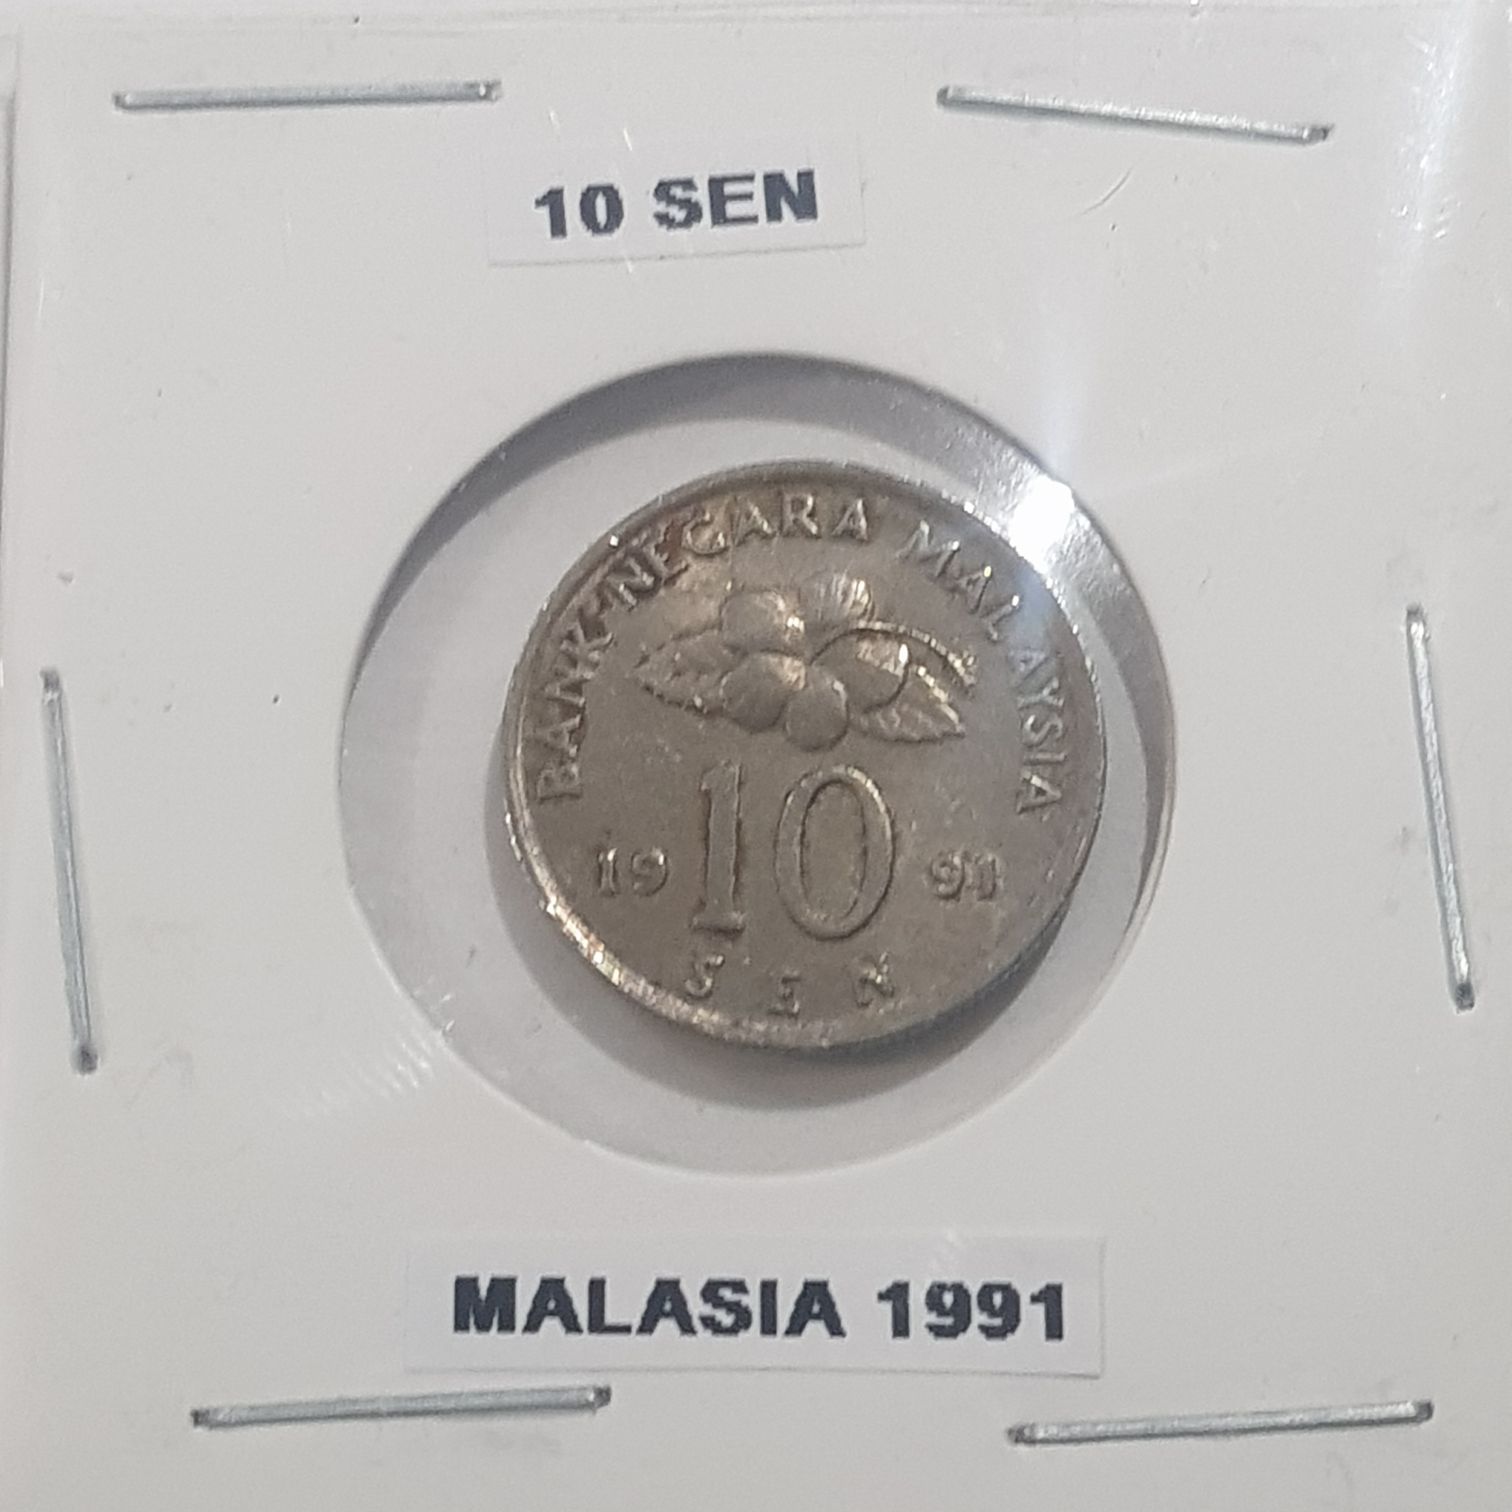 10 SEN
BANK NEGARA MALAYSIA
10
19 91
SEN
MALASIA 1991